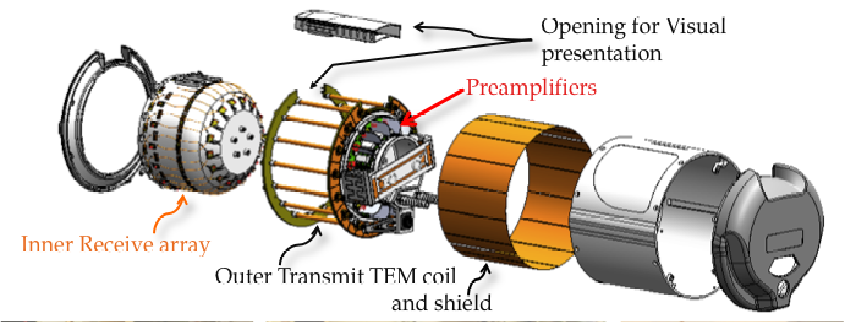 Opening for Visual
presentation
Preamplifiers
Inner Receive array
Outer Transmit TEM coil
and shield